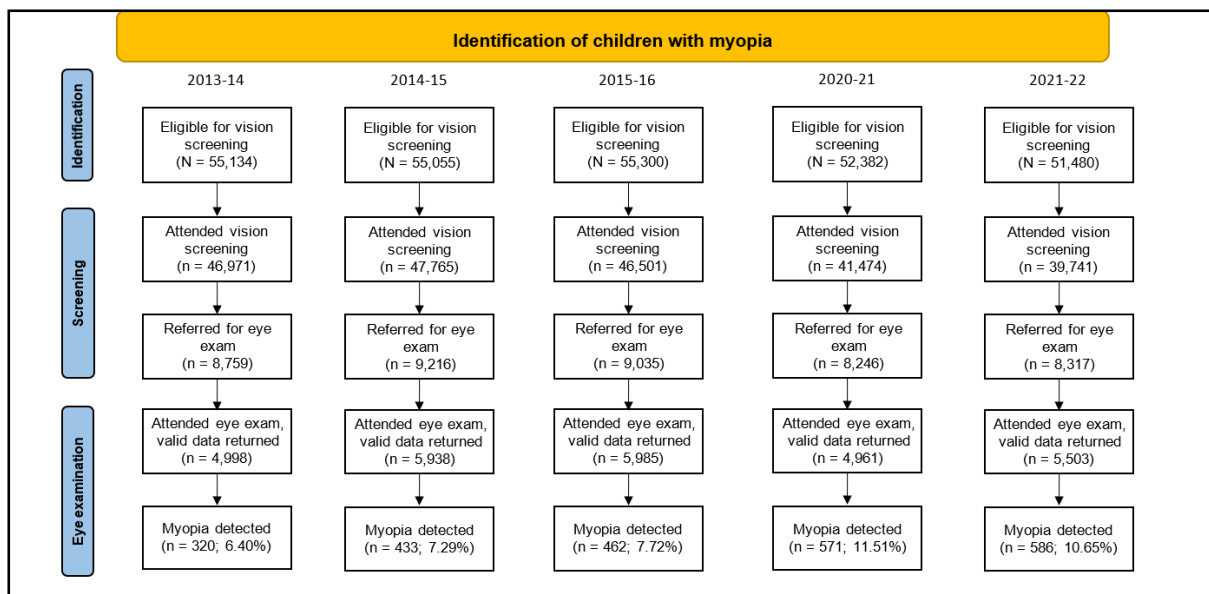 Identification of children with myopia
2013-14
2014-15
2015-16
2020-21
2021-22
Identification
Eligible for vision
screening
(N = 55,134)
Eligible for vision
screening
(N = 55,055)
Eligible for vision
screening
(N = 55,300)
Eligible for vision
screening
(N = 52,382)
Eligible for vision
screening
(N = 51,480)
Screening
Attended vision
screening
(n = 46,971)
Attended vision
screening
(n = 47,765)
Attended vision
screening
(n = 46,501)
Attended vision
screening
(n = 41,474)
Attended vision
screening
(n = 39,741)
Referred for eye
exam
(n = 8,759)
Referred for eye
exam
(n = 9,216)
Referred for eye
exam
(n = 9,035)
Referred for eye
exam
(n = 8,246)
Referred for eye
exam
(n = 8,317)
Eye examination
Attended eye exam,
valid data returned
(n = 4,998)
Attended eye exam,
valid data returned
(n = 5,938)
Attended eye exam,
valid data returned
(n = 5,985)
Attended eye exam,
valid data returned
(n = 4,961)
Attended eye exam,
valid data returned
(n = 5,503)
Myopia detected
(n = 320; 6.40%)
Myopia detected
(n = 433; 7.29%)
Myopia detected
(n = 462; 7.72%)
Myopia detected
(n = 571; 11.51%)
Myopia detected
(n = 586; 10.65%)